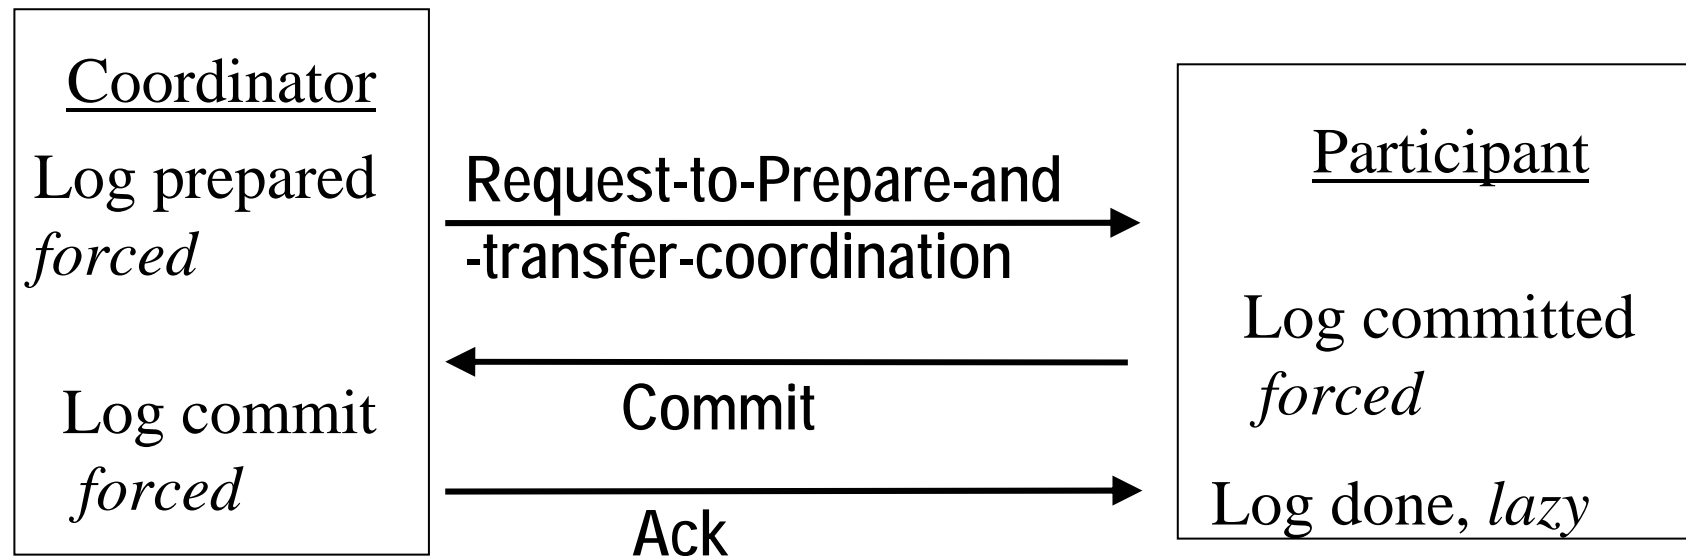 Coordinator
Log prepared
forced
Log commit
forced
Request-to-Prepare-and
-transfer-coordination
Commit
Ack
Participant
Log committed
forced
Log done, lazy